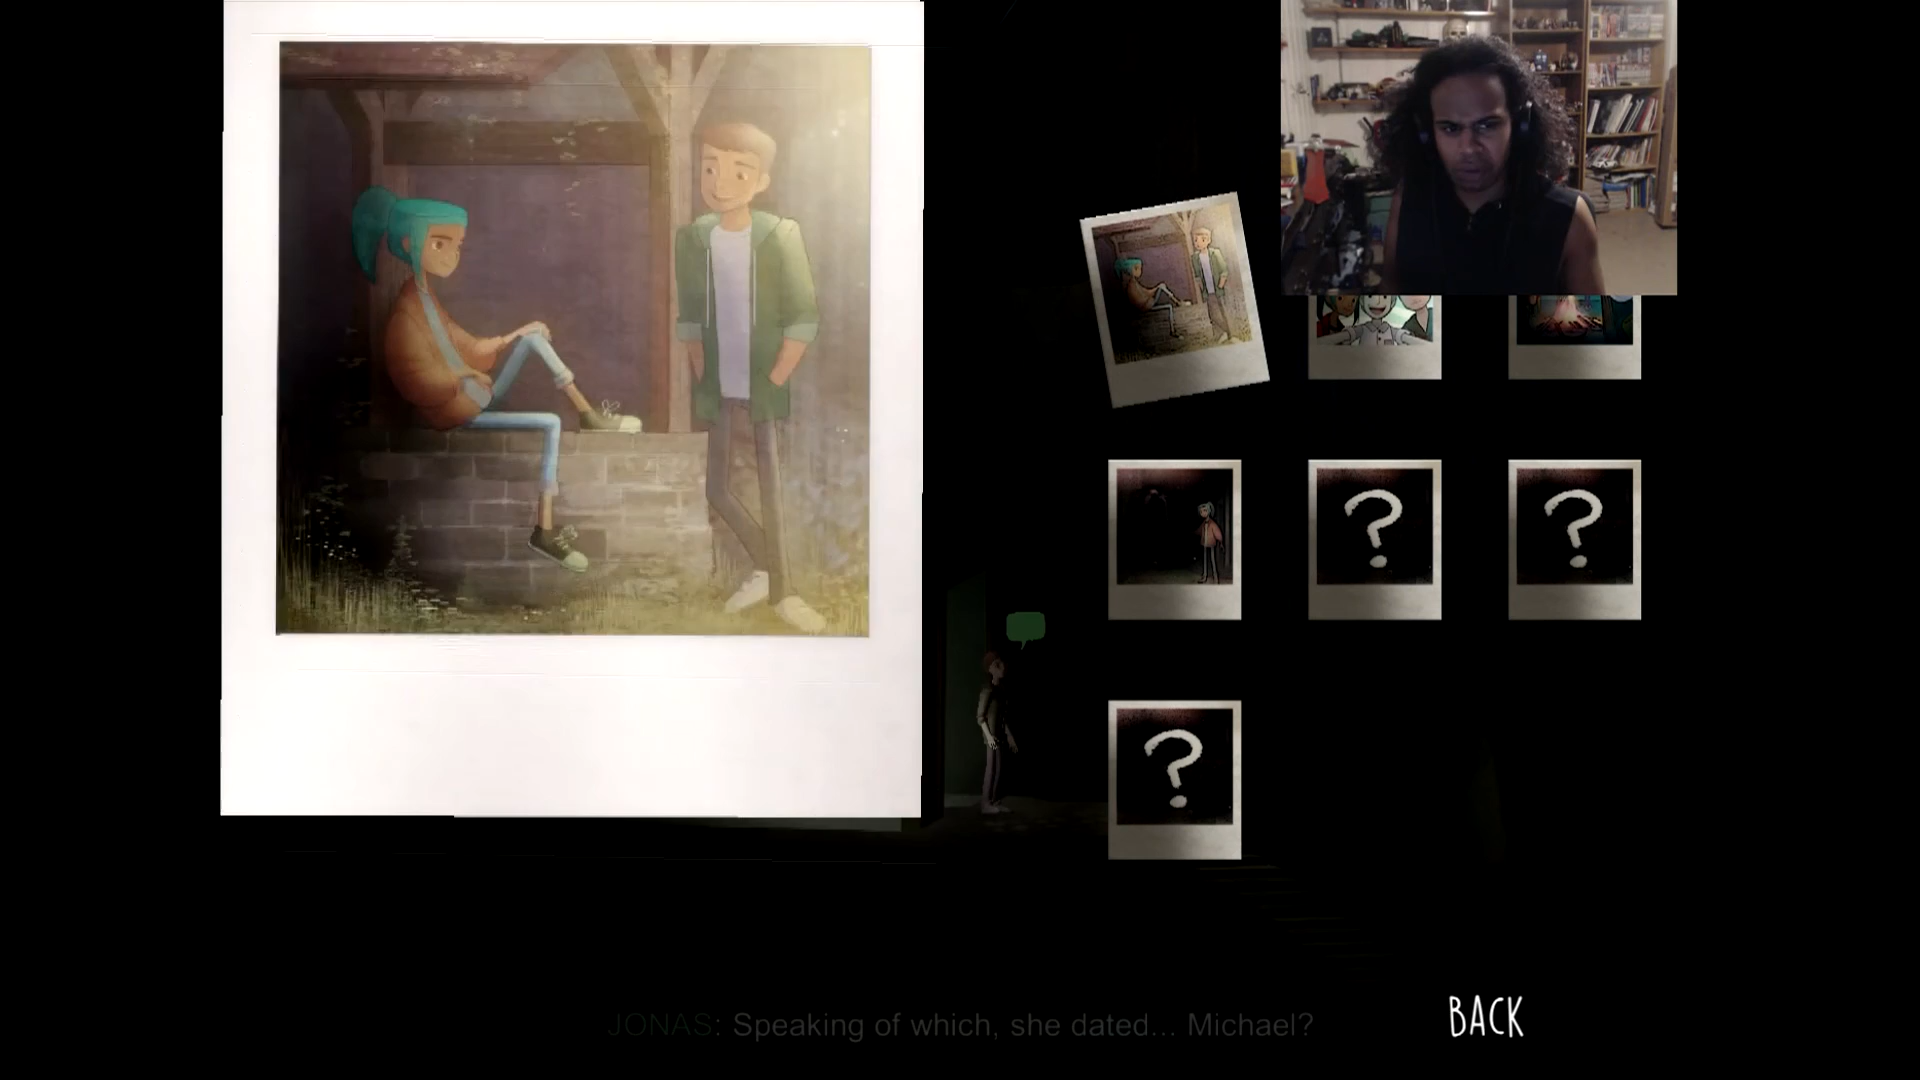 ?
?
?
JONAS: Speaking of which, she dated... Michael?
BACK